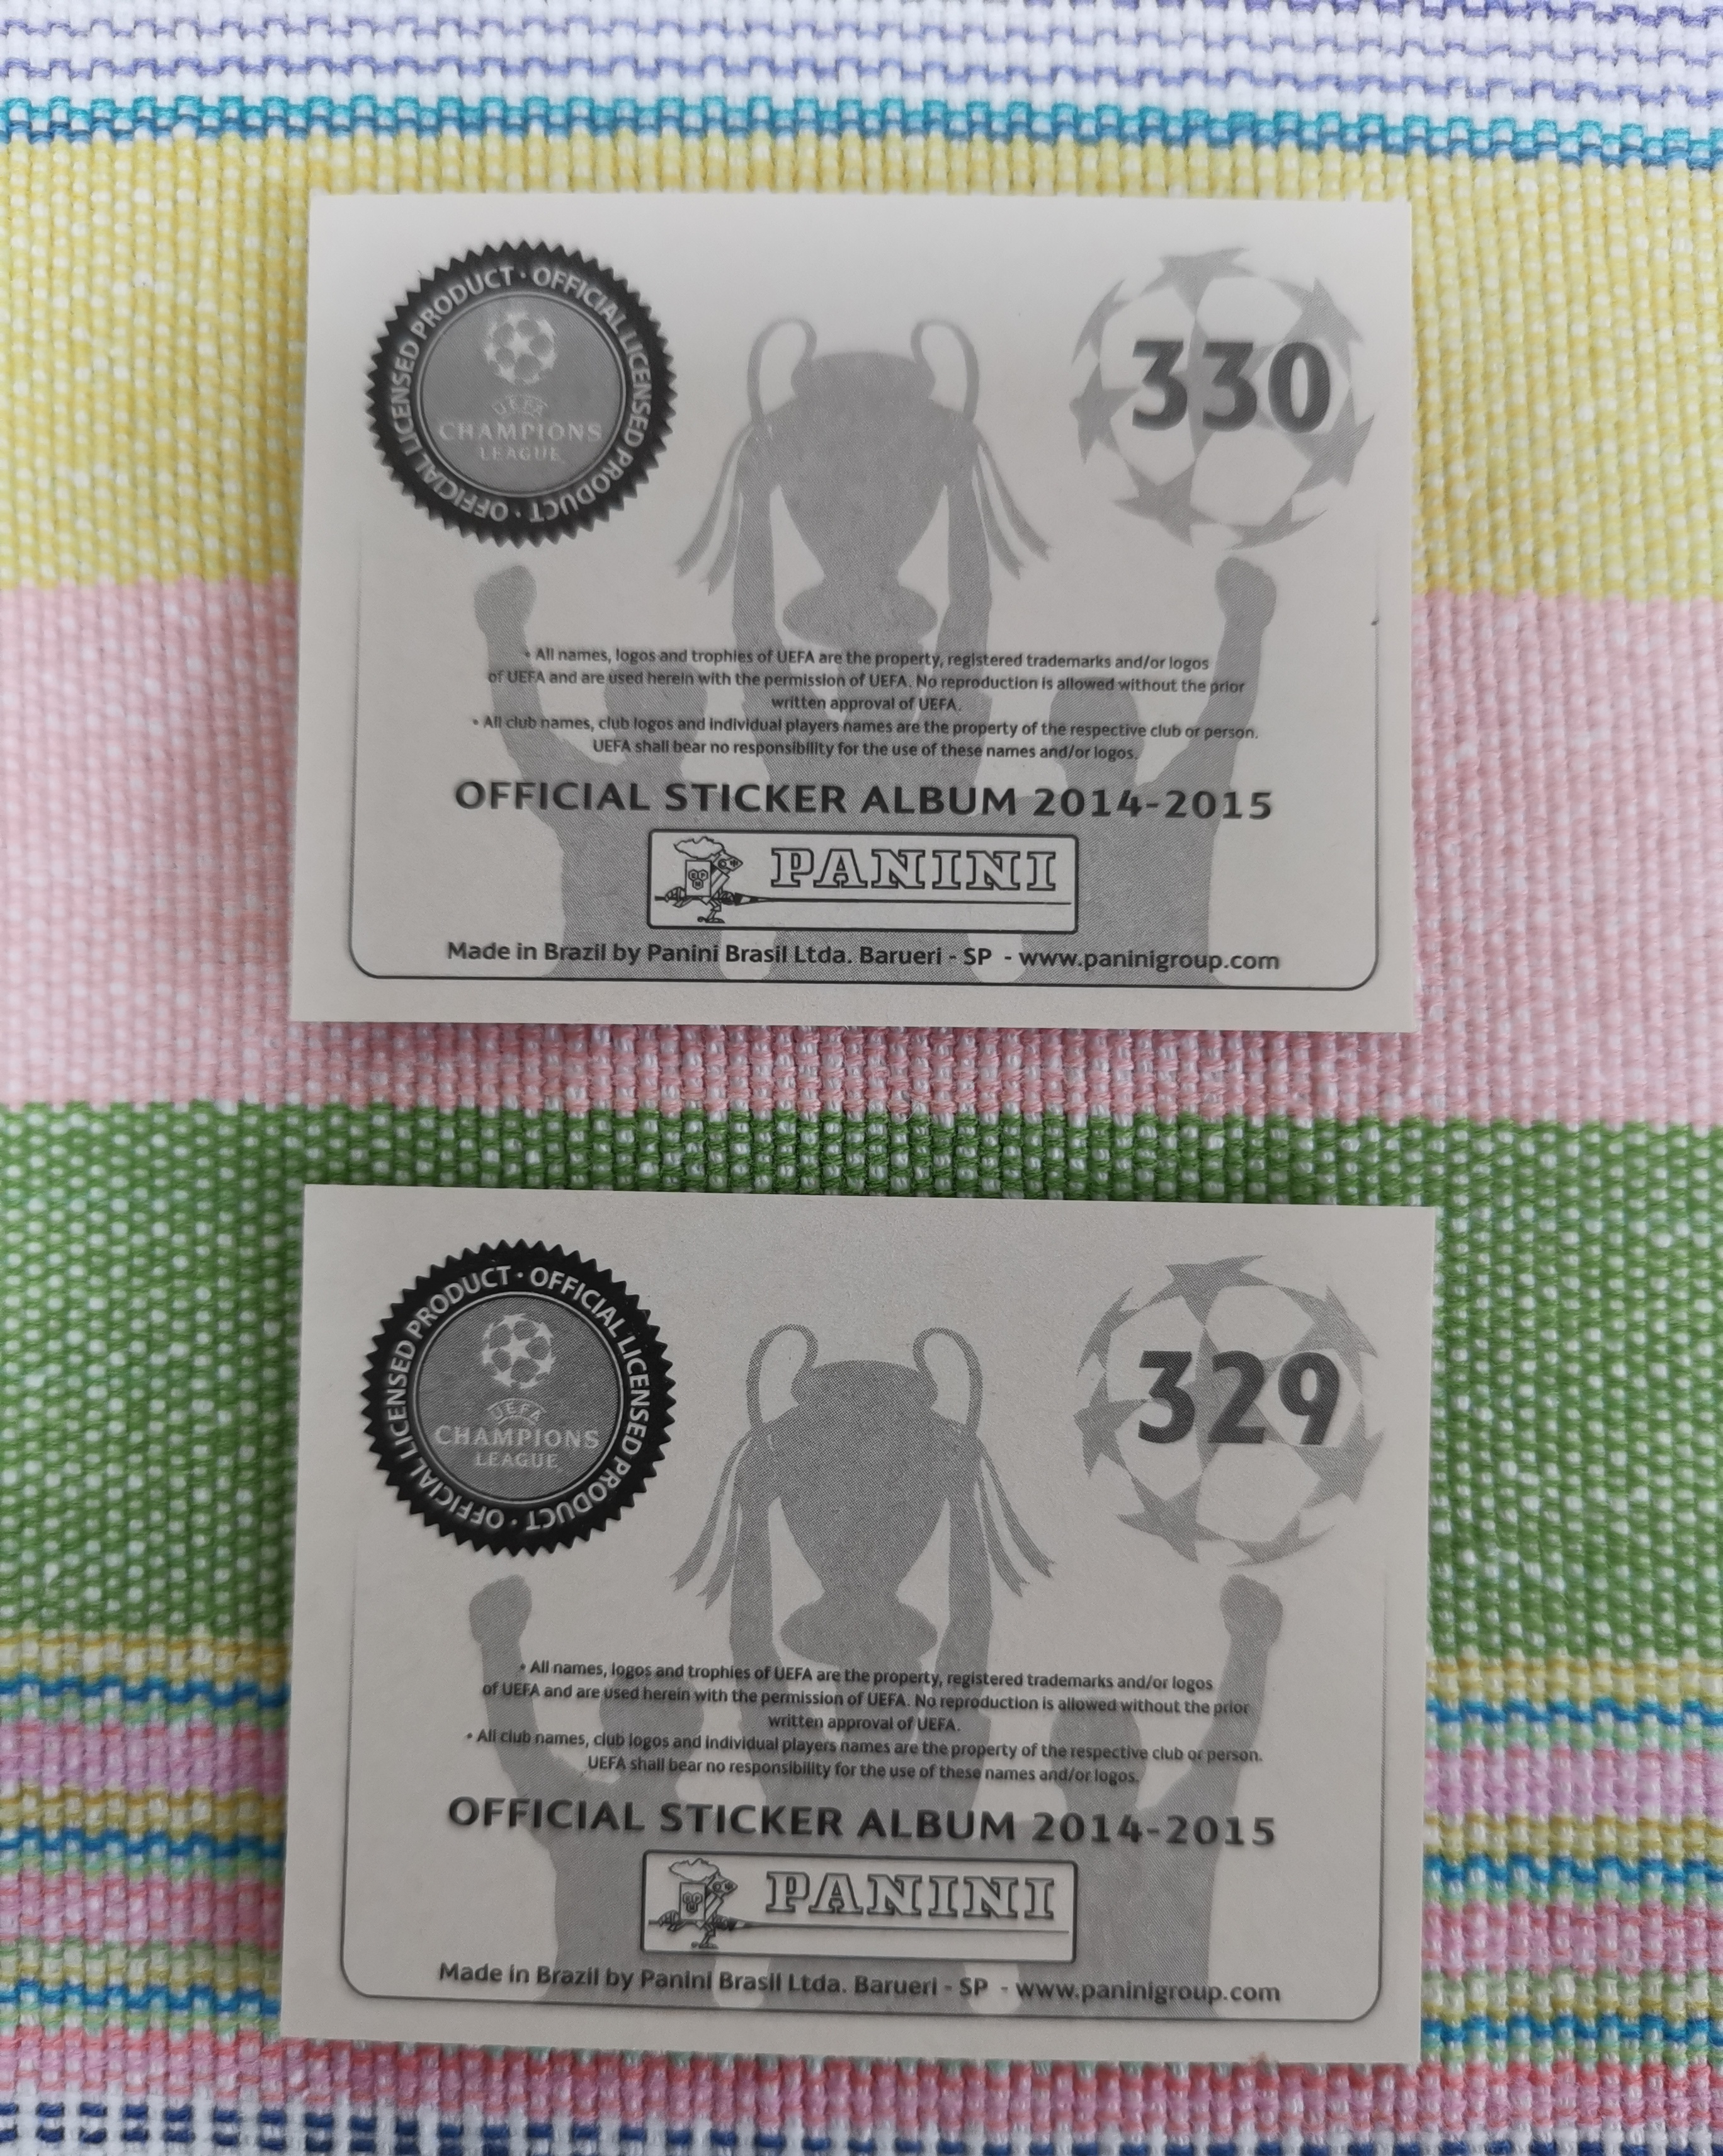 OFFICIAL LICENSED PRODUCT · OFFICIAL LICENSED PRODUCT ·
UEFA
CHAMPIONS
LEAGUE
330
• All names, logos and trophies of UEFA are the property, registered trademarks and/or logos
of UEFA and are used herein with the permission of UEFA. No reproduction is allowed without the prior
written approval of UEFA.
• All club names, club logos and individual players names are the property of the respective club or person.
UEFA shall bear no responsibility for the use of these names and/or logos.
OFFICIAL STICKER ALBUM 2014-2015
PANINI
Made in Brazil by Panini Brasil Ltda. Barueri - SP - www.paninigroup.com
OFFICIAL LICENSED PRODUCT · OFFICIAL LICENSED PRODUCT ·
UEFA
CHAMPIONS
LEAGUE
329
• All names, logos and trophies of UEFA are the property, registered trademarks and/or logos
of UEFA and are used herein with the permission of UEFA. No reproduction is allowed without the prior
written approval of UEFA.
• All club names, club logos and individual players names are the property of the respective club or person.
UEFA shall bear no responsibility for the use of these names and/or logos.
OFFICIAL STICKER ALBUM 2014-2015
PANINI
Made in Brazil by Panini Brasil Ltda. Barueri - SP - www.paninigroup.com